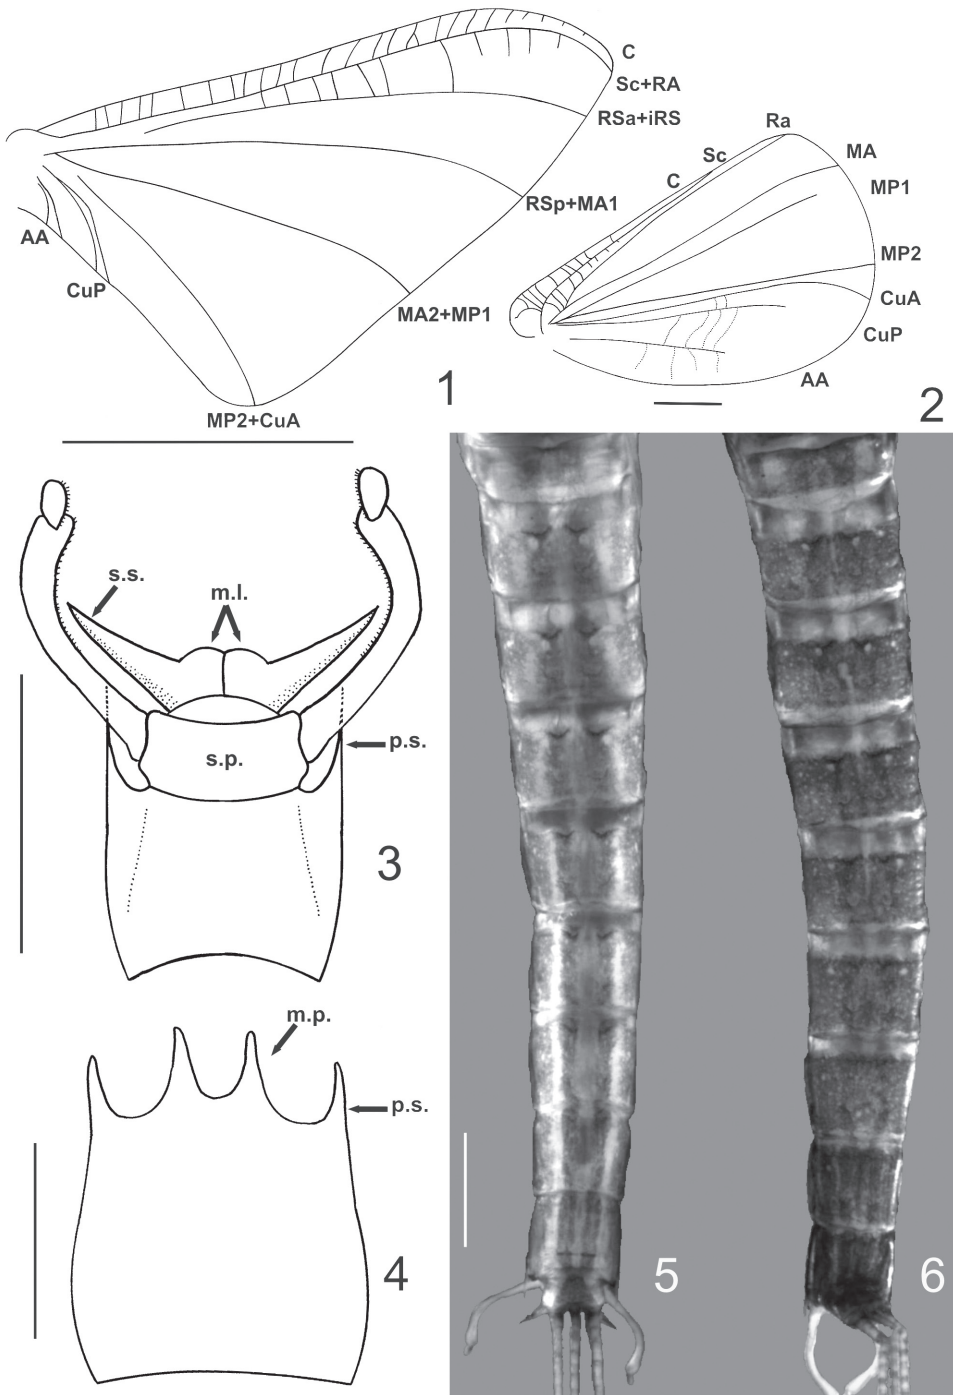 C
Sc+RA
RSa+iRS
RSp+MA1
MA2+MP1
MP2+CuA
CuP
AA
1
Ra
Sc
C
MA
MP1
MP2
CuA
CuP
AA
2
s.s.
m.l.
p.s.
s.p.
3
m.p.
p.s.
4
5
6